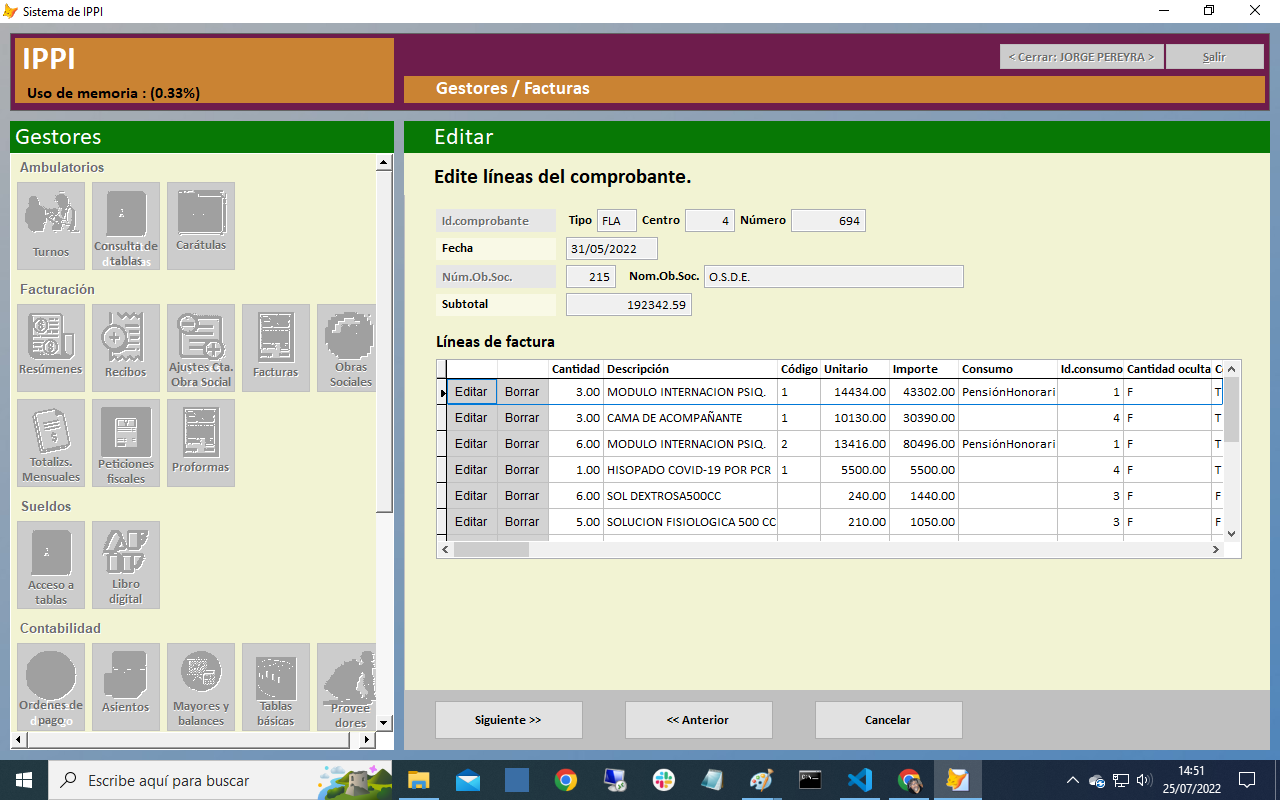 Sistema de IPPI
IPPI
Uso de memoria : (0.33%)
< Cerrar: JORGE PEREYRA >
Salir
Gestores / Facturas
Gestores
Ambulatorios
Turnos
Consulta de tablas
Carátulas
Facturación
Resúmenes
Recibos
Ajustes Cta. Obra Social
Facturas
Obras Sociales
Totalizs. Mensuales
Peticiones fiscales
Proformas
Sueldos
Acceso a tablas
Libro digital
Contabilidad
Ordenes de pago
Asientos
Mayores y balances
Tablas básicas
Provee dores
Editar
Edite líneas del comprobante.
Id.comprobante Tipo FLA Centro 4 Número 694
Fecha 31/05/2022
Núm.Ob.Soc. 215 Nom.Ob.Soc. O.S.D.E.
Subtotal 192342.59
Líneas de factura
Cantidad Descripción Código Unitario Importe Consumo Id.consumo Cantidad oculta C
Editar Borrar 3.00 MODULO INTERNACION PSIQ. 1 14434.00 43302.00 PensiónHonorari 1 F T
Editar Borrar 3.00 CAMA DE ACOMPAÑANTE 1 10130.00 30390.00 4 F T
Editar Borrar 6.00 MODULO INTERNACION PSIQ. 2 13416.00 80496.00 PensiónHonorari 1 F T
Editar Borrar 1.00 HISOPADO COVID-19 POR PCR 1 5500.00 5500.00 4 F T
Editar Borrar 6.00 SOL DEXTROSA500CC 240.00 1440.00 3 F F
Editar Borrar 5.00 SOLUCION FISIOLOGICA 500 CC 210.00 1050.00 3 F F
Siguiente >>
<< Anterior
Cancelar
Escribe aquí para buscar
14:51
25/07/2022